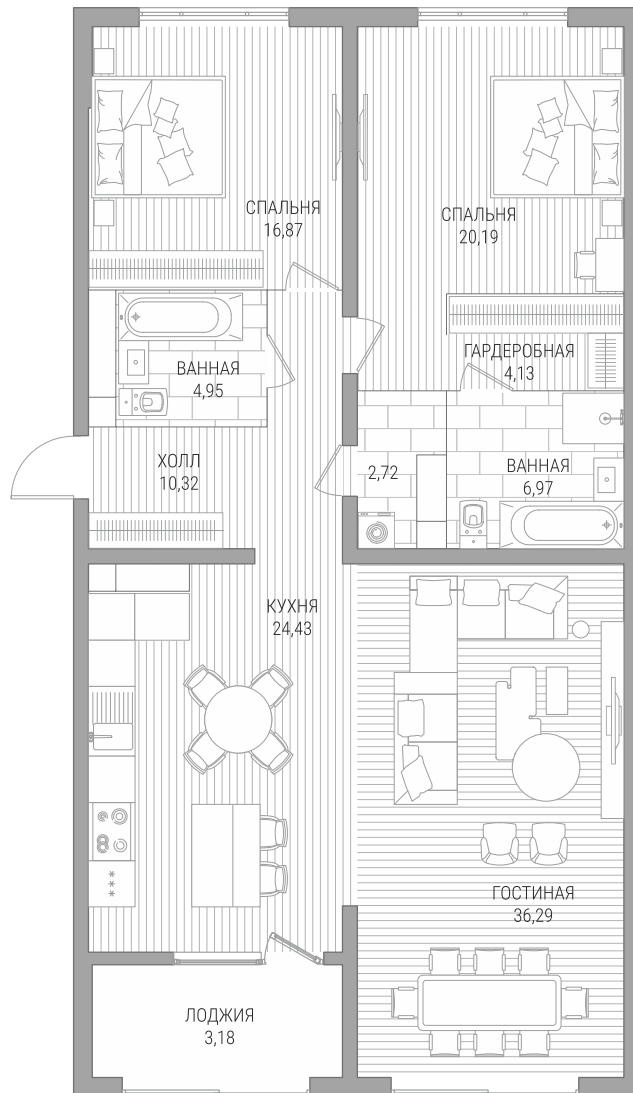 СПАЛЬНЯ
16,87
СПАЛЬНЯ
20,19
ГАРДЕРОБНАЯ
4,13
ВАННАЯ
4,95
ХОЛЛ
10,32
2,72
ВАННАЯ
6,97
КУХНЯ
24,43
ГОСТИНАЯ
36,29
ЛОДЖИЯ
3,18